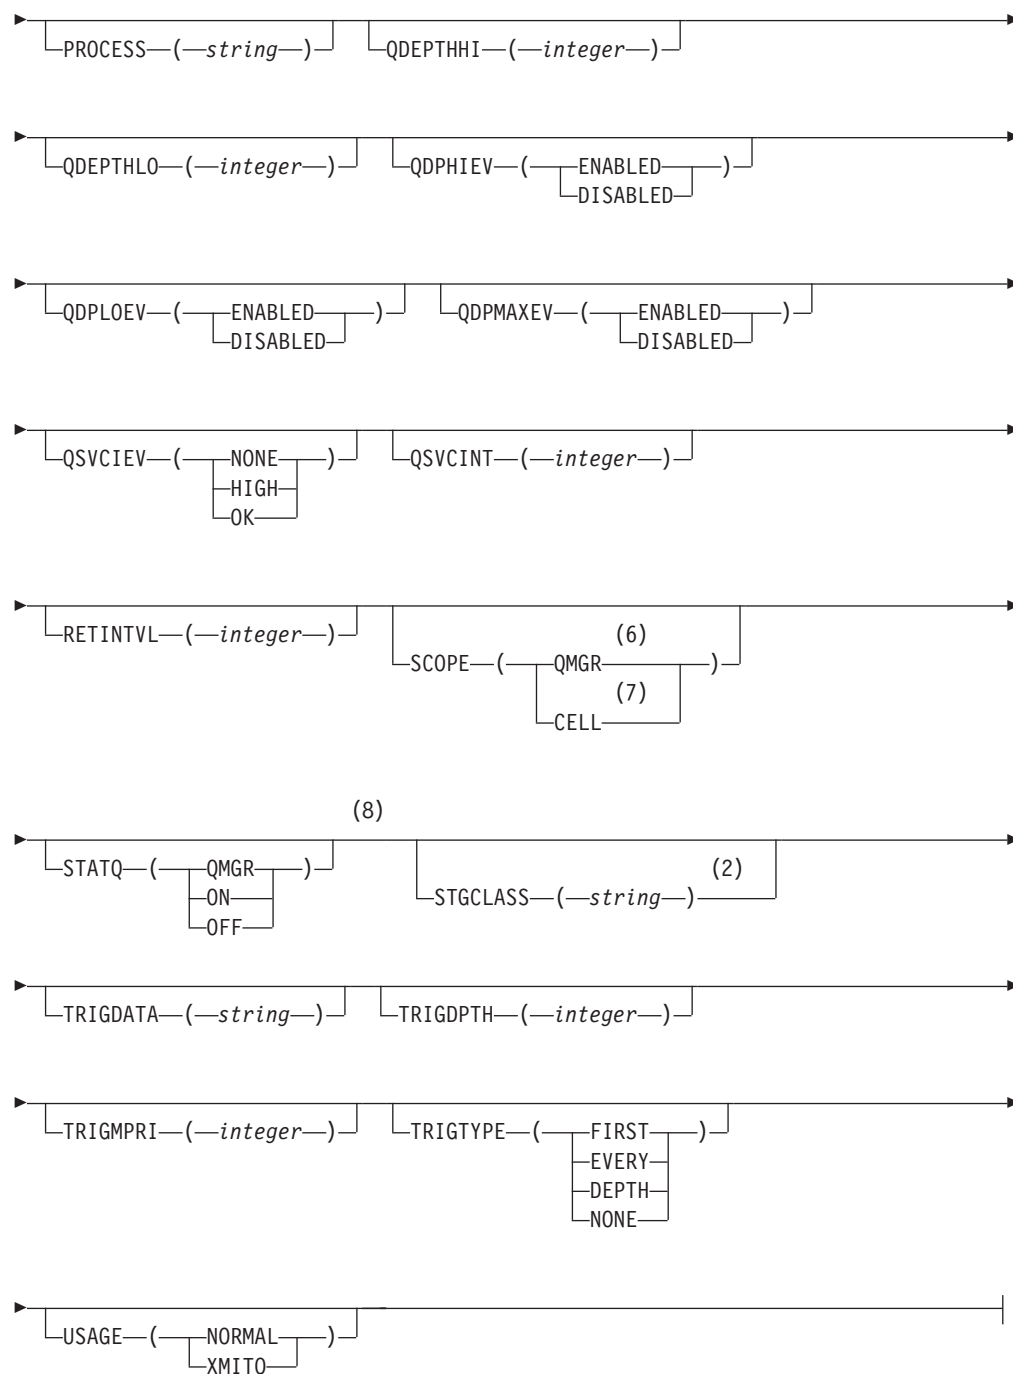 PROCESS ( string ) QDEPTHHI ( integer )
QDEPTHLO ( integer ) QDPHIEV ( ENABLED )
DISABLED
QDPLOEV ( ENABLED ) QDPMAXEV ( ENABLED )
DISABLED DISABLED
QSVCIEV ( NONE ) QSVCINT ( integer )
HIGH
OK
(6)
RETINTVL ( integer ) SCOPE ( QMGR )
(7)
CELL
(8)
STATQ ( QMGR ) (2)
ON STGCLASS ( string )
OFF
TRIGDATA ( string ) TRIGDPTH ( integer )
TRIGMPRI ( integer ) TRIGTYPE ( FIRST )
EVERY
DEPTH
NONE
USAGE ( NORMAL )
XMITQ